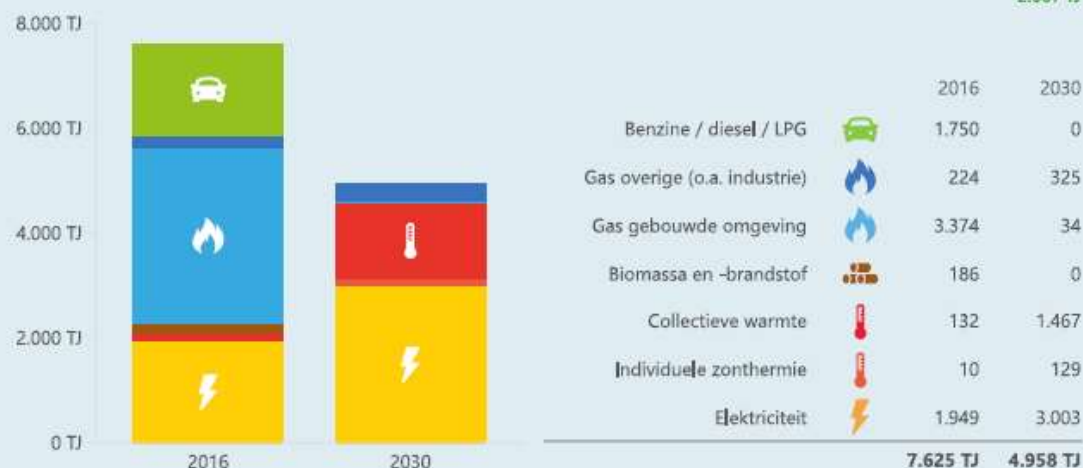 8.000 TJ
6.000 TJ
4.000 TJ
2.000 TJ
0 TJ
2016 2030
2016 2030
Benzine / diesel / LPG 1.750 0
Gas overige (o.a. industrie) 224 325
Gas gebouwde omgeving 3.374 34
Biomassa en -brandstof 186 0
Collectieve warmte 132 1.467
Individuele zonthermie 10 129
Elektriciteit 1.949 3.003
7.625 TJ 4.958 TJ